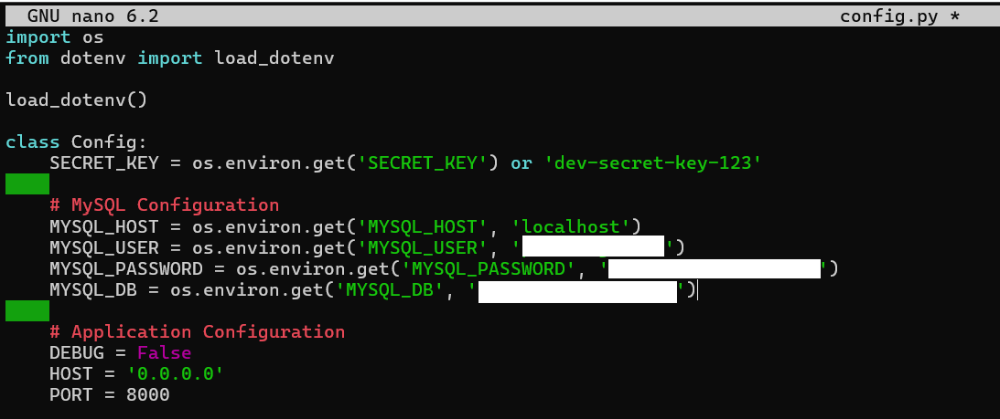 GNU nano 6.2 config.py *
import os
from dotenv import load_dotenv
load_dotenv()
class Config:
    SECRET_KEY = os.environ.get('SECRET_KEY') or 'dev-secret-key-123'
    # MySQL Configuration
    MYSQL_HOST = os.environ.get('MYSQL_HOST', 'localhost')
    MYSQL_USER = os.environ.get('MYSQL_USER', '')
    MYSQL_PASSWORD = os.environ.get('MYSQL_PASSWORD', '')
    MYSQL_DB = os.environ.get('MYSQL_DB', '')
    # Application Configuration
    DEBUG = False
    HOST = '0.0.0.0'
    PORT = 8000